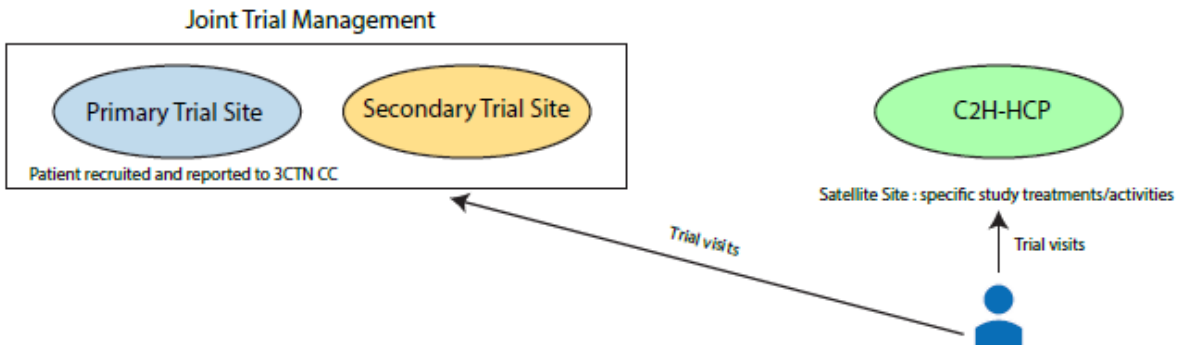 Joint Trial Management
Primary Trial Site
Secondary Trial Site
Patient recruited and reported to 3CTN CC
C2H-HCP
Satellite Site : specific study treatments/activities
Trial visits
Trial visits